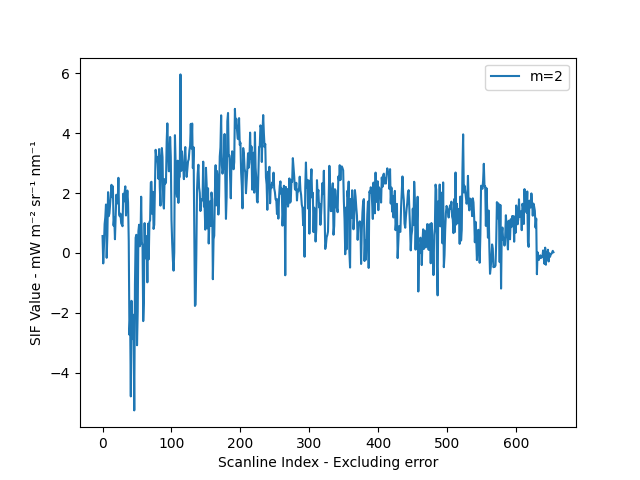 m=2
6
4
2
0
−2
−4
SIF Value - mW m⁻² sr⁻¹ nm⁻¹
0 100 200 300 400 500 600
Scanline Index - Excluding error